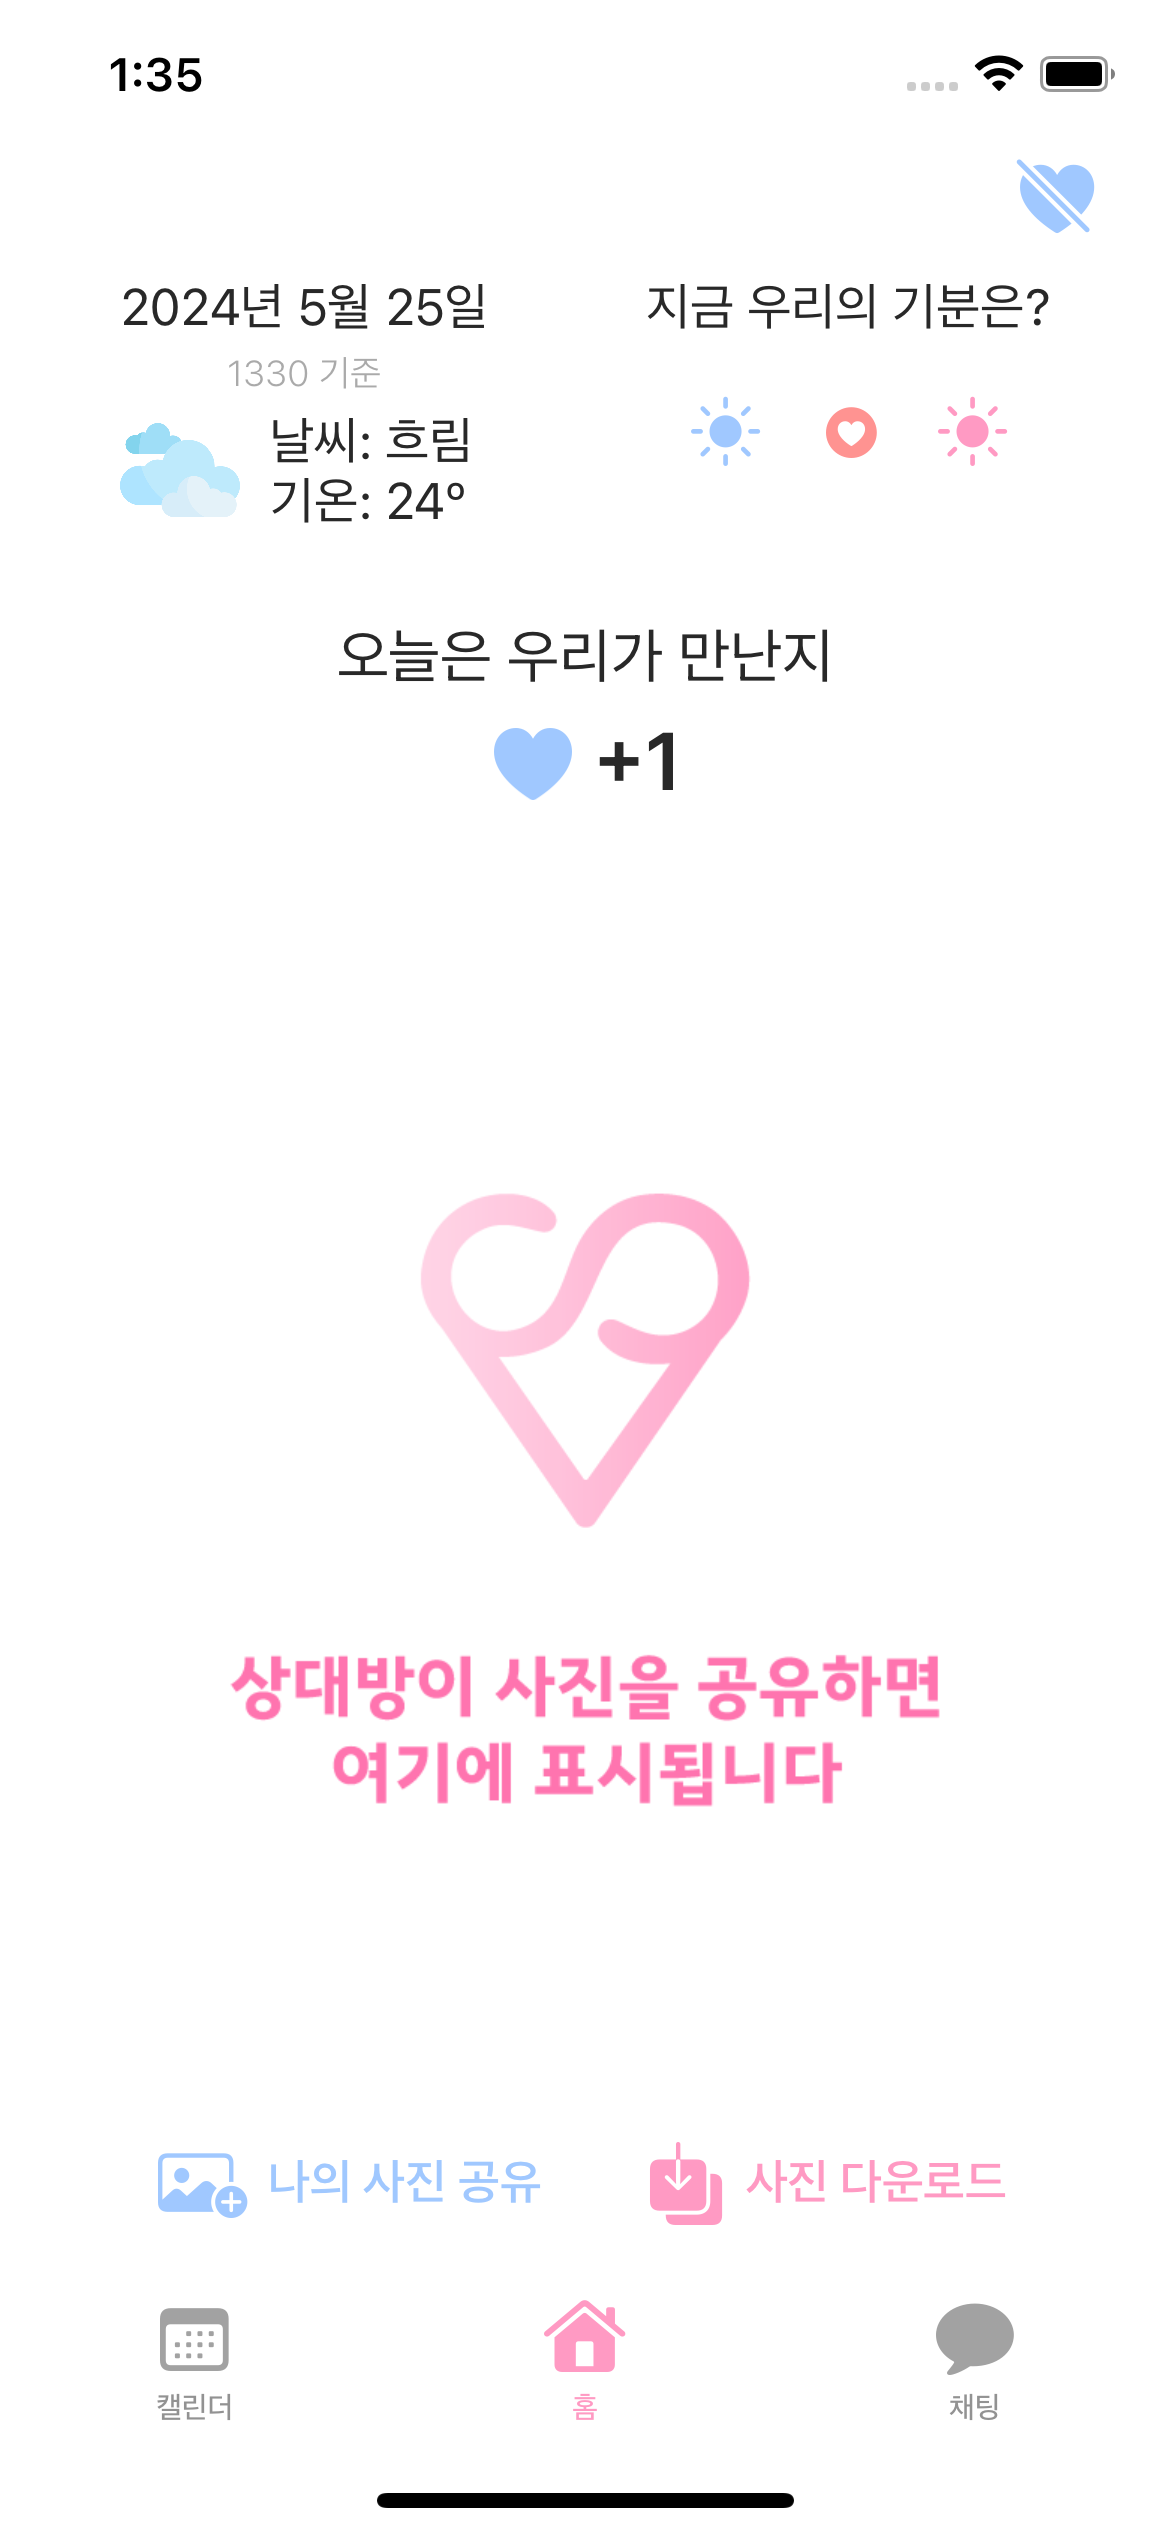 1:35
2024년 5월 25일
1330 기준
날씨: 흐림
기온: 24º
지금 우리의 기분은?
오늘은 우리가 만난지
+1
상대방이 사진을 공유하면
여기에 표시됩니다
나의 사진 공유
사진 다운로드
캘린더
홈
채팅